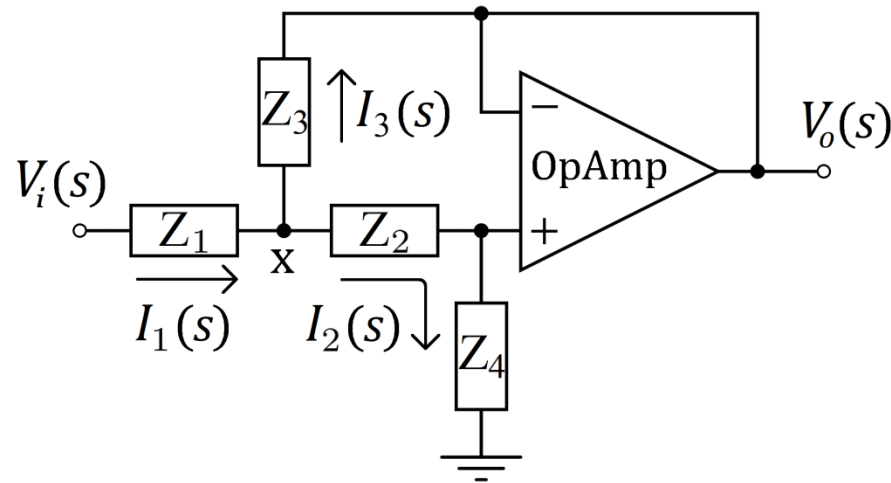 Z₃
I₃(s)
−
OpAmp
+
Vₒ(s)
Vᵢ(s)
Z₁
x
Z₂
I₁(s)
I₂(s)
Z₄